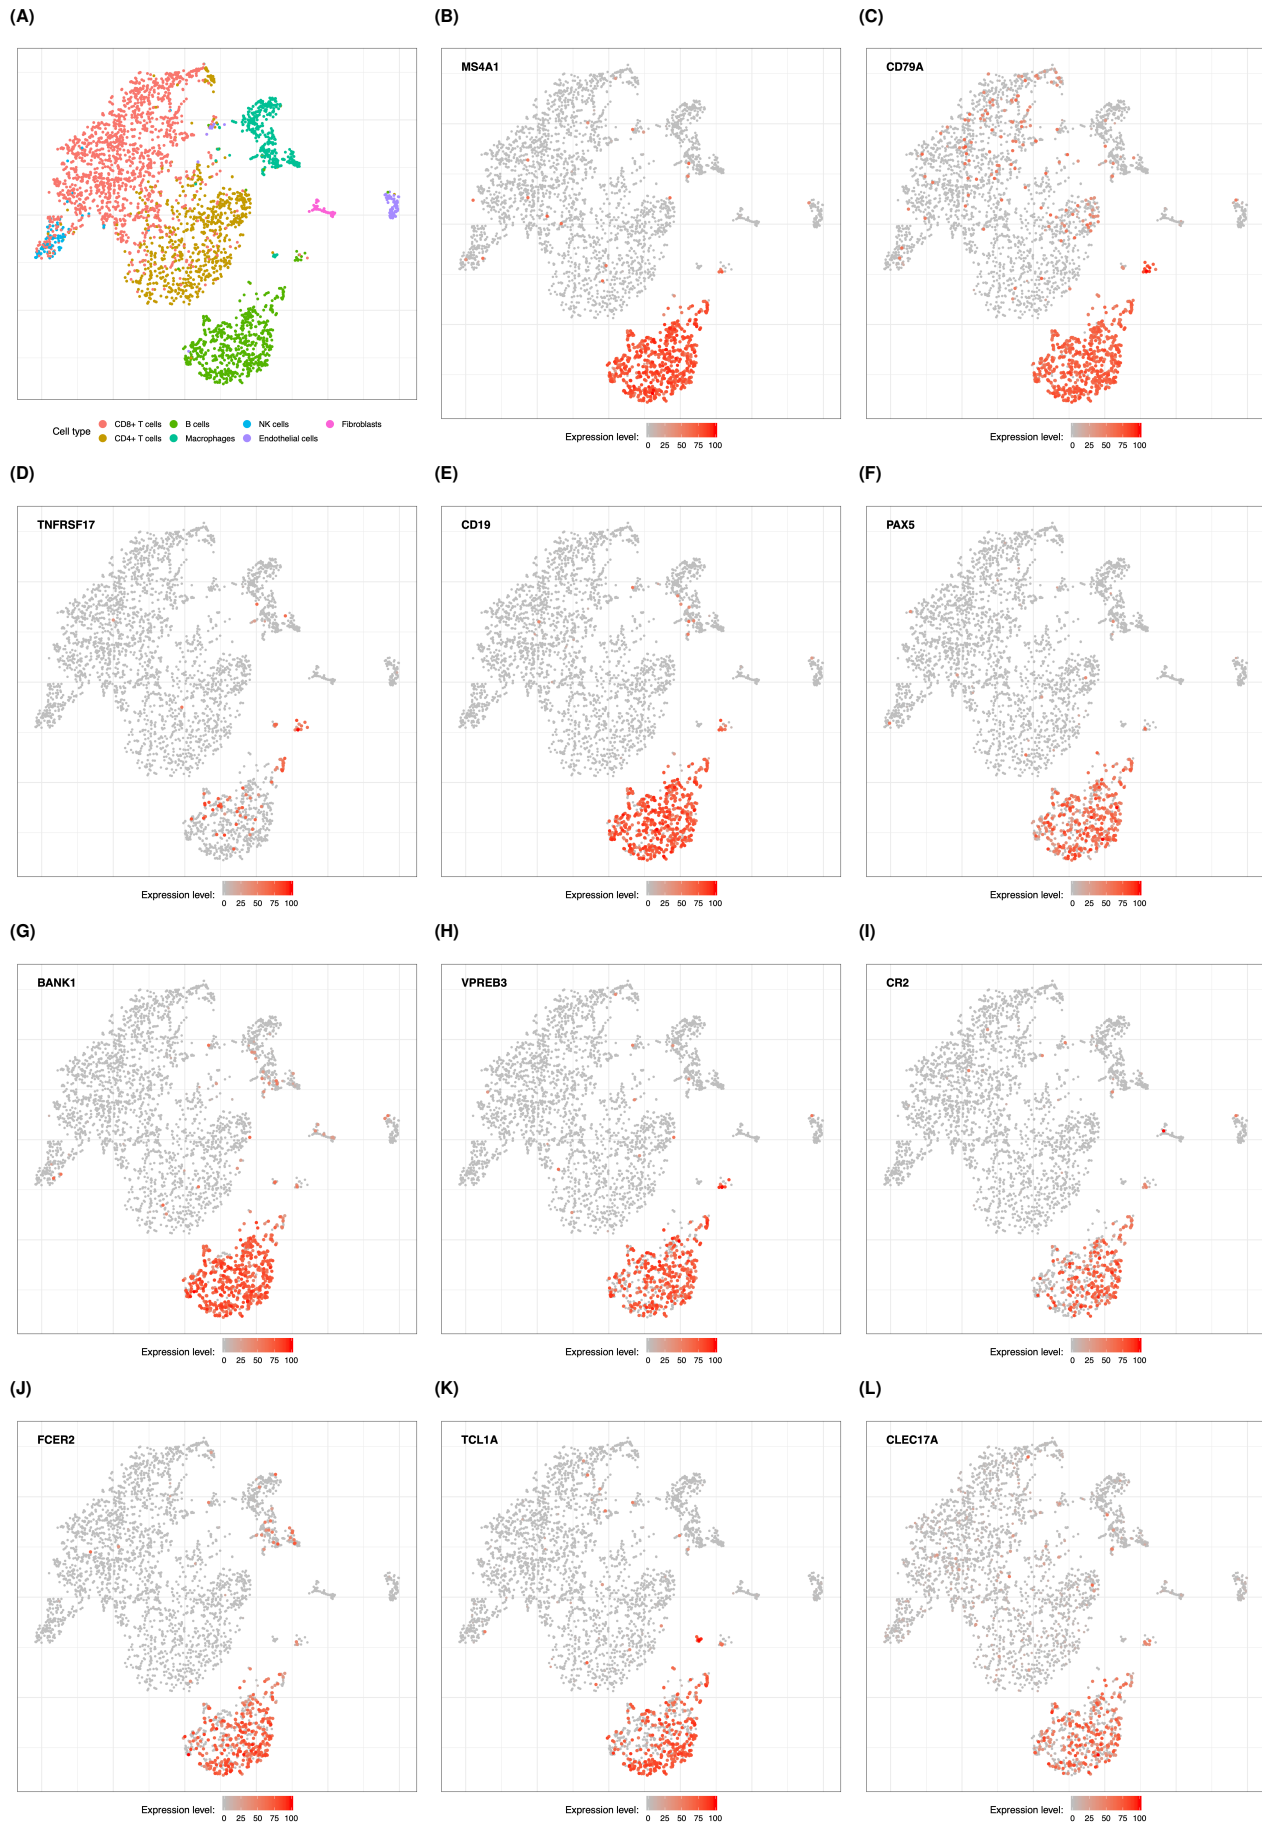 (A)
(B)
(C)
MS4A1
CD79A
Cell type
CD8+ T cells
B cells
NK cells
Fibroblasts
CD4+ T cells
Macrophages
Endothelial cells
Expression level:
0 25 50 75 100
Expression level:
0 25 50 75 100
(D)
(E)
(F)
TNFRSF17
CD19
PAX5
Expression level:
0 25 50 75 100
Expression level:
0 25 50 75 100
Expression level:
0 25 50 75 100
(G)
(H)
(I)
BANK1
VPREB3
CR2
Expression level:
0 25 50 75 100
Expression level:
0 25 50 75 100
Expression level:
0 25 50 75 100
(J)
(K)
(L)
FCER2
TCL1A
CLEC17A
Expression level:
0 25 50 75 100
Expression level:
0 25 50 75 100
Expression level:
0 25 50 75 100